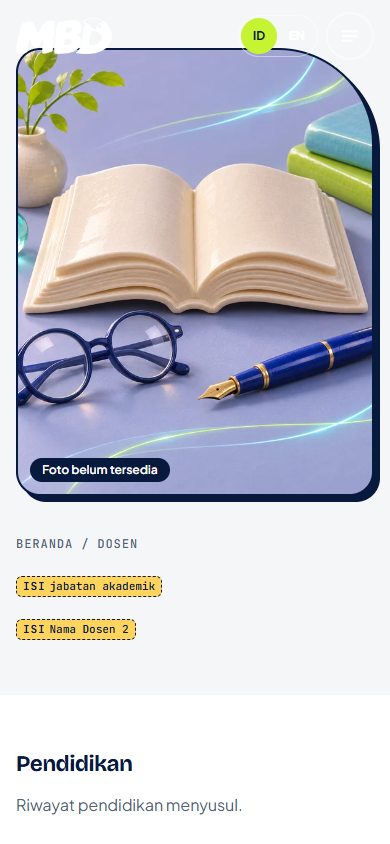 MBD
ID EN
Foto belum tersedia
BERANDA / DOSEN
ISI jabatan akademik
ISI Nama Dosen 2
Pendidikan
Riwayat pendidikan menyusul.